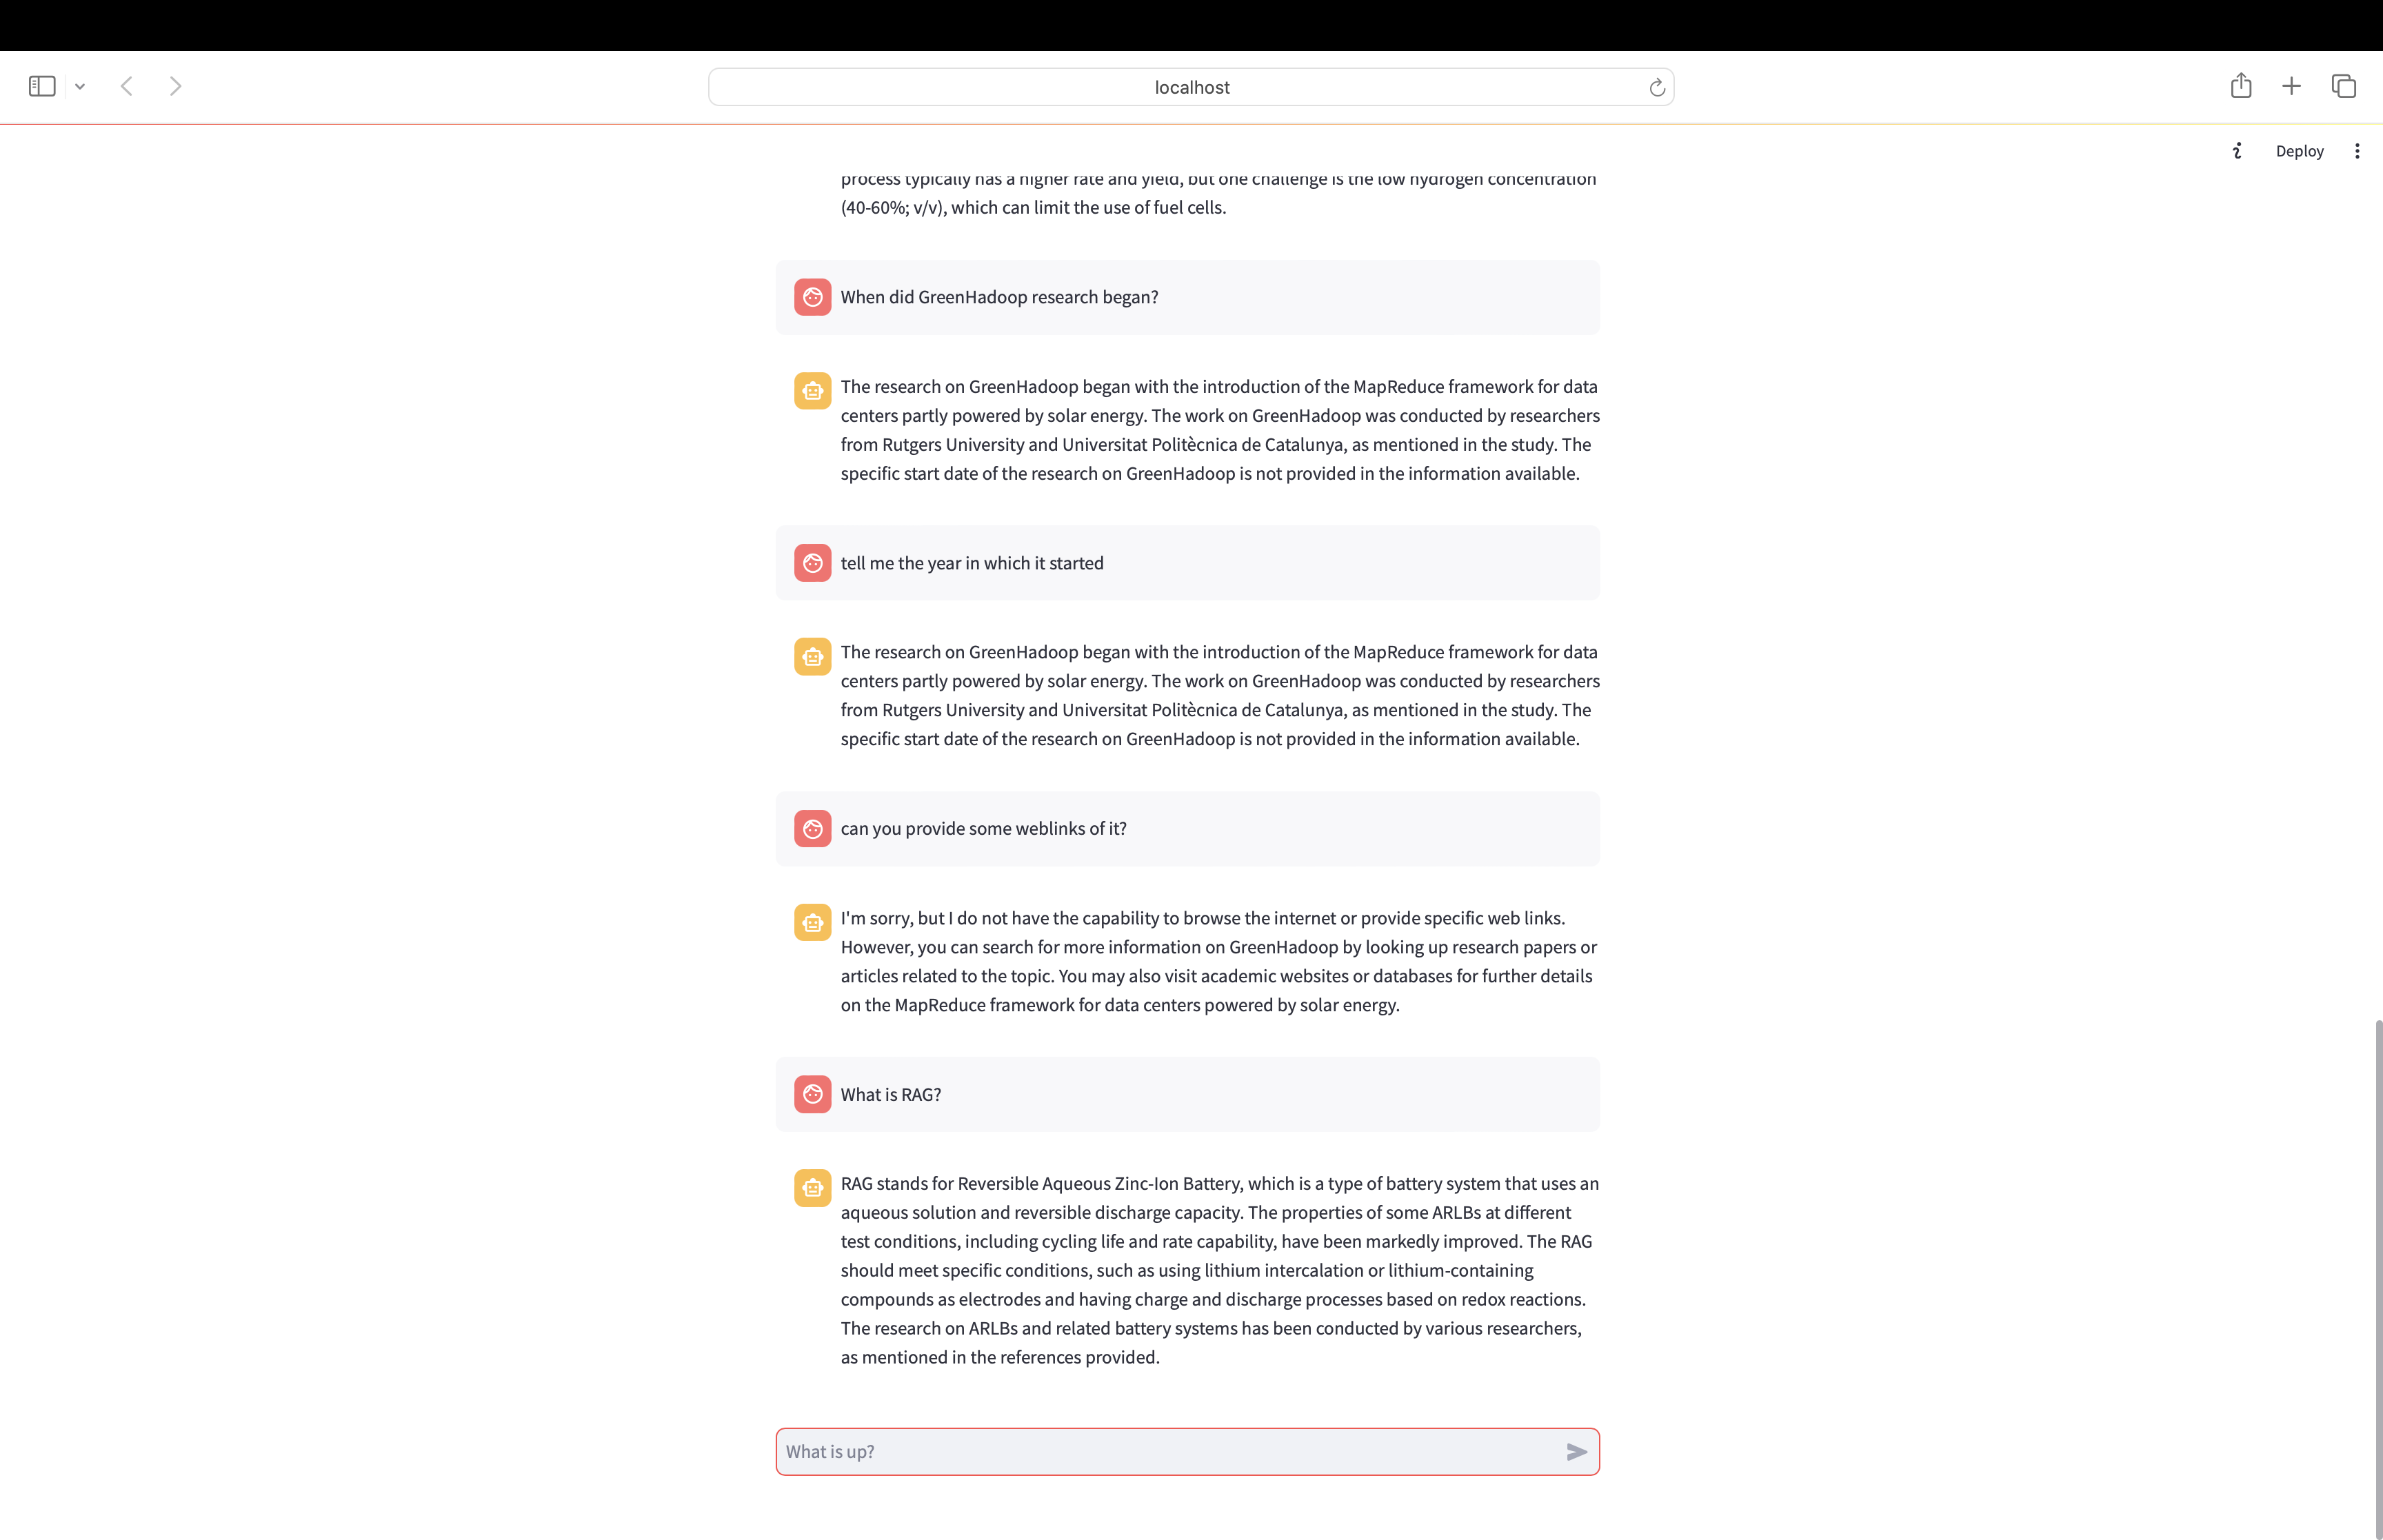 localhost
Deploy
process typically has a higher rate and yield, but one challenge is the low hydrogen concentration
(40-60%; v/v), which can limit the use of fuel cells.
When did GreenHadoop research began?
The research on GreenHadoop began with the introduction of the MapReduce framework for data
centers partly powered by solar energy. The work on GreenHadoop was conducted by researchers
from Rutgers University and Universitat Politècnica de Catalunya, as mentioned in the study. The
specific start date of the research on GreenHadoop is not provided in the information available.
tell me the year in which it started
The research on GreenHadoop began with the introduction of the MapReduce framework for data
centers partly powered by solar energy. The work on GreenHadoop was conducted by researchers
from Rutgers University and Universitat Politècnica de Catalunya, as mentioned in the study. The
specific start date of the research on GreenHadoop is not provided in the information available.
can you provide some weblinks of it?
I'm sorry, but I do not have the capability to browse the internet or provide specific web links.
However, you can search for more information on GreenHadoop by looking up research papers or
articles related to the topic. You may also visit academic websites or databases for further details
on the MapReduce framework for data centers powered by solar energy.
What is RAG?
RAG stands for Reversible Aqueous Zinc-Ion Battery, which is a type of battery system that uses an
aqueous solution and reversible discharge capacity. The properties of some ARLBs at different
test conditions, including cycling life and rate capability, have been markedly improved. The RAG
should meet specific conditions, such as using lithium intercalation or lithium-containing
compounds as electrodes and having charge and discharge processes based on redox reactions.
The research on ARLBs and related battery systems has been conducted by various researchers,
as mentioned in the references provided.
What is up?